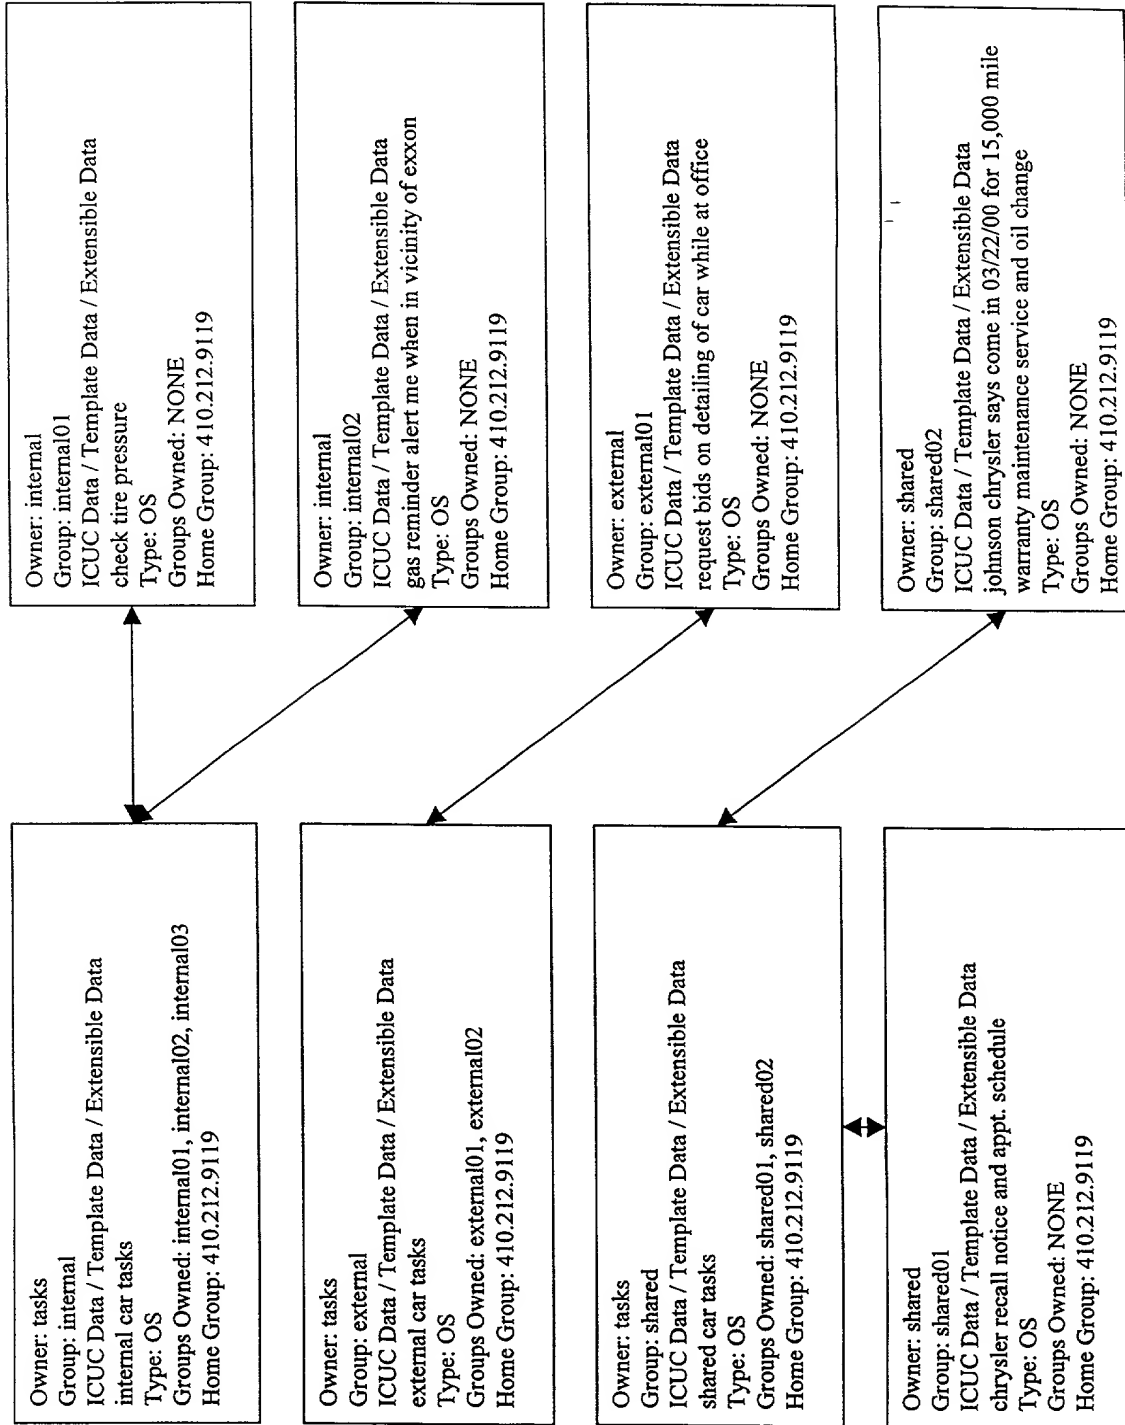 Owner: tasks
Group: internal
ICUC Data / Template Data / Extensible Data
internal car tasks
Type: OS
Groups Owned: internal01, internal02, internal03
Home Group: 410.212.9119
Owner: internal
Group: internal01
ICUC Data / Template Data / Extensible Data
check tire pressure
Type: OS
Groups Owned: NONE
Home Group: 410.212.9119
Owner: tasks
Group: external
ICUC Data / Template Data / Extensible Data
external car tasks
Type: OS
Groups Owned: external01, external02
Home Group: 410.212.9119
Owner: internal
Group: internal02
ICUC Data / Template Data / Extensible Data
gas reminder alert me when in vicinity of exxon
Type: OS
Groups Owned: NONE
Home Group: 410.212.9119
Owner: tasks
Group: shared
ICUC Data / Template Data / Extensible Data
shared car tasks
Type: OS
Groups Owned: shared01, shared02
Home Group: 410.212.9119
Owner: external
Group: external01
ICUC Data / Template Data / Extensible Data
request bids on detailing of car while at office
Type: OS
Groups Owned: NONE
Home Group: 410.212.9119
Owner: shared
Group: shared01
ICUC Data / Template Data / Extensible Data
chrysler recall notice and appt. schedule
Type: OS
Groups Owned: NONE
Home Group: 410.212.9119
Owner: shared
Group: shared02
ICUC Data / Template Data / Extensible Data
johnson chrysler says come in 03/22/00 for 15,000 mile
warranty maintenance service and oil change
Type: OS
Groups Owned: NONE
Home Group: 410.212.9119